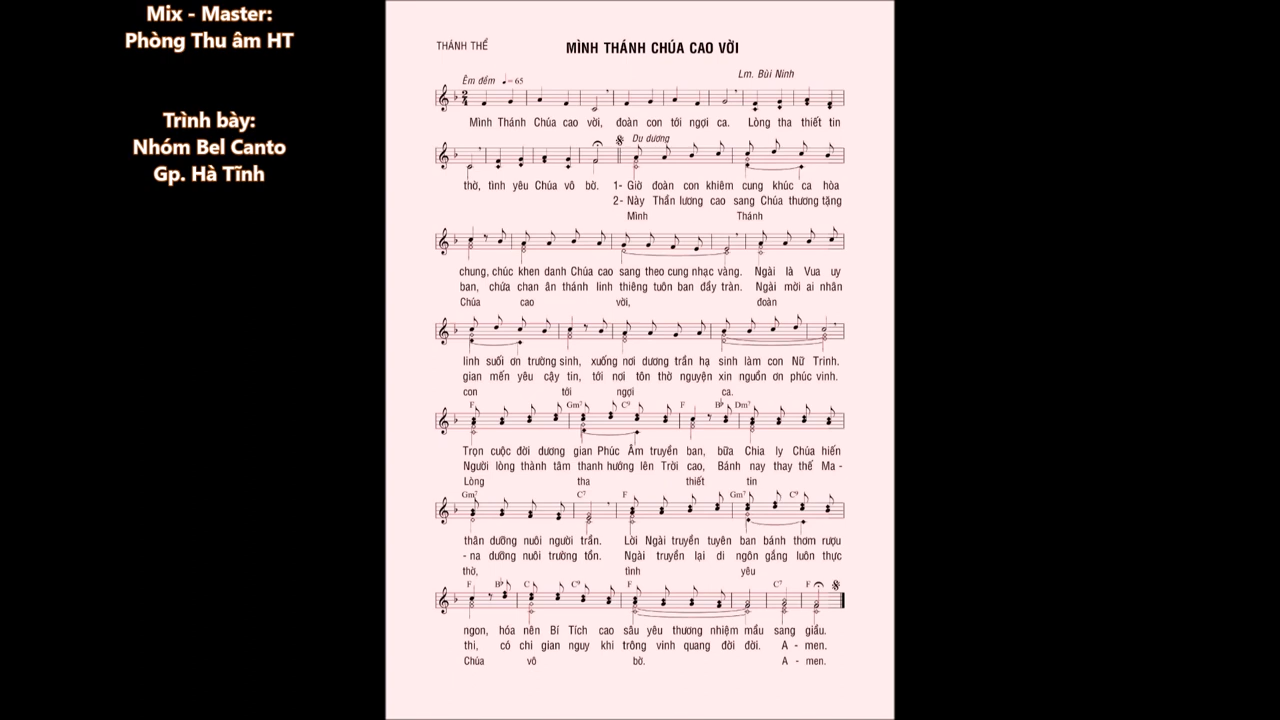 Mix - Master:
Phòng Thu âm HT
Trình bày:
Nhóm Bel Canto
Gp. Hà Tĩnh
THÁNH THỂ
MÌNH THÁNH CHÚA CAO VỜI
Lm. Bùi Ninh
Êm đềm ♩= 65
Mình Thánh Chúa cao vời, đoàn con tới ngợi ca. Lòng tha thiết tin
Du dương
thờ, tình yêu Chúa vô bờ. 1- Giờ đoàn con khiêm cung khúc ca hòa
2- Này Thần lương cao sang Chúa thương tặng
Mình Thánh
chung, chúc khen danh Chúa cao sang theo cung nhạc vàng. Ngài là Vua uy
ban, chứa chan ân thánh linh thiêng tuôn ban đầy tràn. Ngài mời ai nhân
Chúa cao vời, đoàn
linh suối ơn trường sinh, xuống nơi dương trần hạ sinh làm con Nữ Trinh.
gian mến yêu cậy tin, tới nơi tôn thờ nguyện xin nguồn ơn phúc vinh.
con tới ngợi ca.
F Gm7 C9 F Bb Dm7
Trọn cuộc đời dương gian Phúc Âm truyền ban, bữa Chia ly Chúa hiến
Người lòng thành tâm thanh hướng lên Trời cao, Bánh nay thay thế Ma -
Lòng tha thiết tin
Gm7 C7 F Gm7 C9
thân dưỡng nuôi người trần. Lời Ngài truyền tuyên ban bánh thơm rượu
- na dưỡng nuôi trường tồn. Ngài truyền lại di ngôn gắng luôn thực
thờ, tình yêu
F Bb C C9 F C7 F
ngon, hóa nên Bí Tích cao sâu yêu thương nhiệm mầu sang giầu.
thi, có chi gian nguy khi trông vinh quang đời đời. A - men.
Chúa vô bờ. A - men.